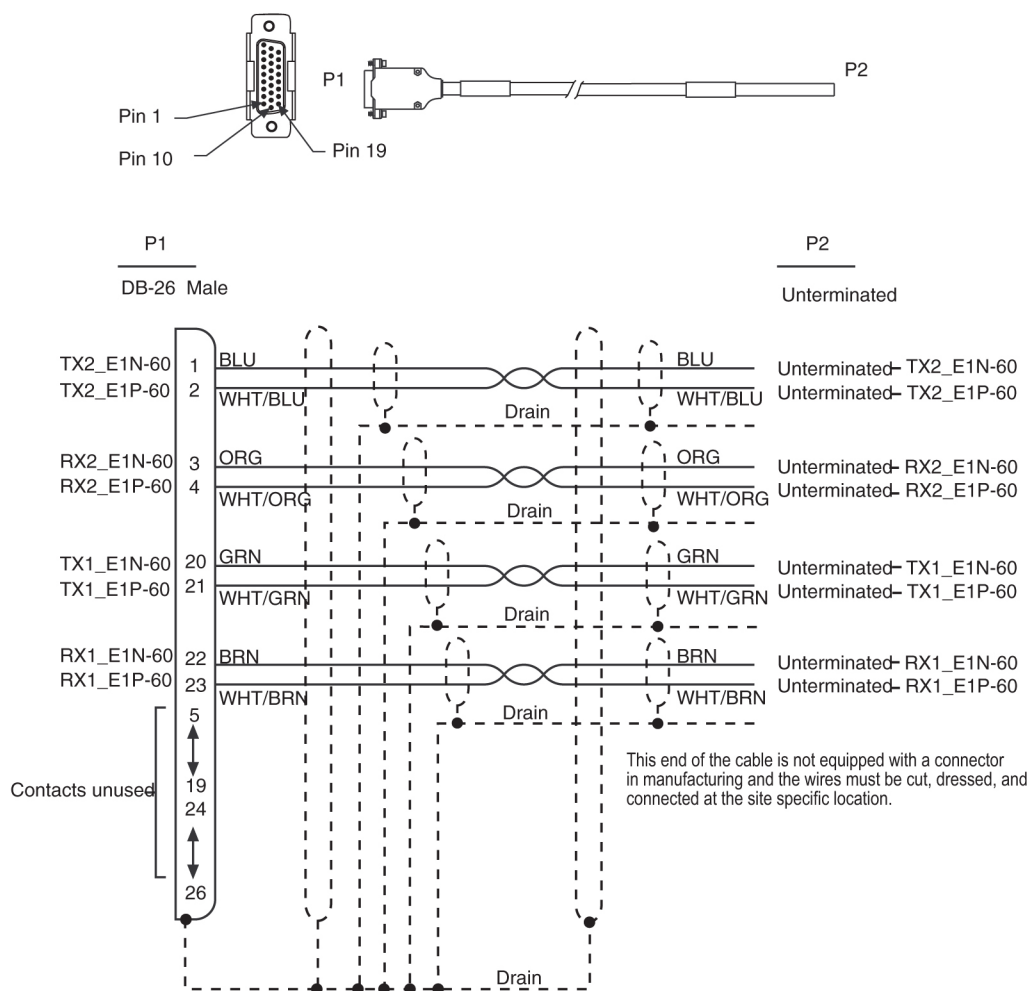 P1
P2
Pin 1
Pin 10
Pin 19
P1
P2
DB-26 Male
Unterminated
TX2_E1N-60 1 BLU BLU Unterminated TX2_E1N-60
TX2_E1P-60 2 WHT/BLU WHT/BLU Unterminated TX2_E1P-60
Drain
RX2_E1N-60 3 ORG ORG Unterminated RX2_E1N-60
RX2_E1P-60 4 WHT/ORG WHT/ORG Unterminated RX2_E1P-60
Drain
TX1_E1N-60 20 GRN GRN Unterminated TX1_E1N-60
TX1_E1P-60 21 WHT/GRN WHT/GRN Unterminated TX1_E1P-60
Drain
RX1_E1N-60 22 BRN BRN Unterminated RX1_E1N-60
RX1_E1P-60 23 WHT/BRN WHT/BRN Unterminated RX1_E1P-60
Drain
5
19
Contacts unused
24
26
This end of the cable is not equipped with a connector
in manufacturing and the wires must be cut, dressed, and
connected at the site specific location.
Drain